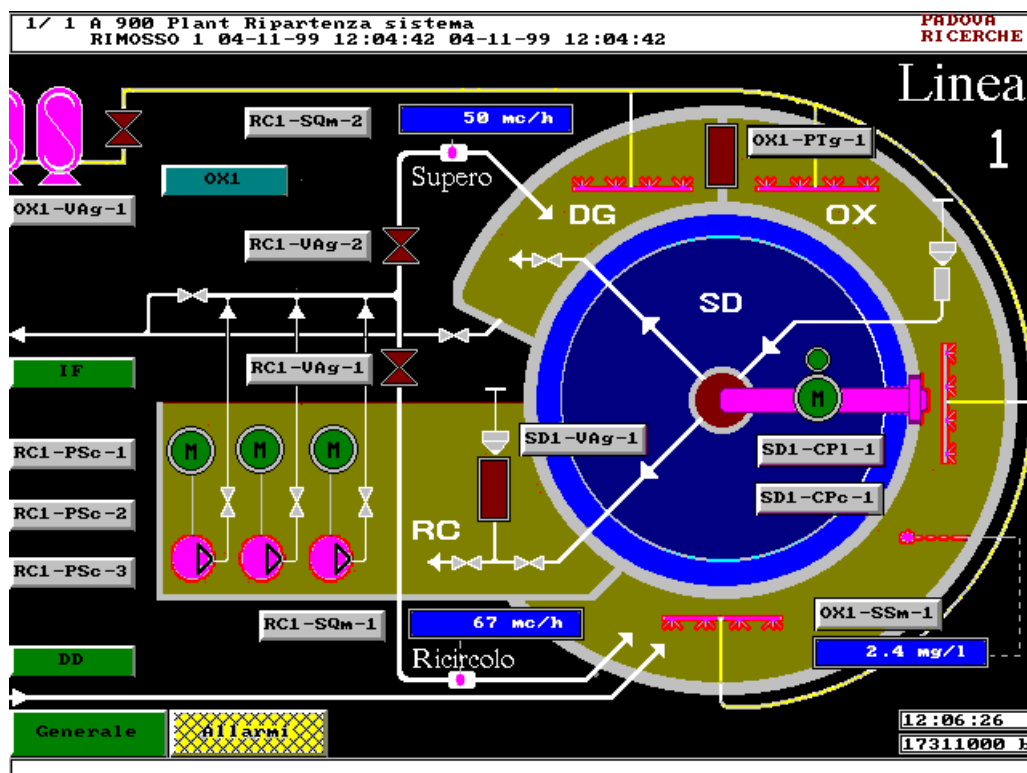 1/ 1 A 900 Plant Ripartenza sistema
RIMOSSO 1 04-11-99 12:04:42 04-11-99 12:04:42
PADOVA
RICERCHE
Linea
1
RC1-SQm-2
50 mc/h
OX1-PTg-1
OX1
Supero
OX1-VAg-1
DG
OX
RC1-VAg-2
SD
RC1-VAg-1
IF
M
SD1-VAg-1
SD1-CPl-1
RC1-PSc-1
M
M
M
SD1-CPc-1
RC1-PSc-2
RC
RC1-PSc-3
RC1-SQm-1
67 mc/h
OX1-SSm-1
2.4 mg/l
DD
Ricircolo
Generale
Allarmi
12:06:26
17311000